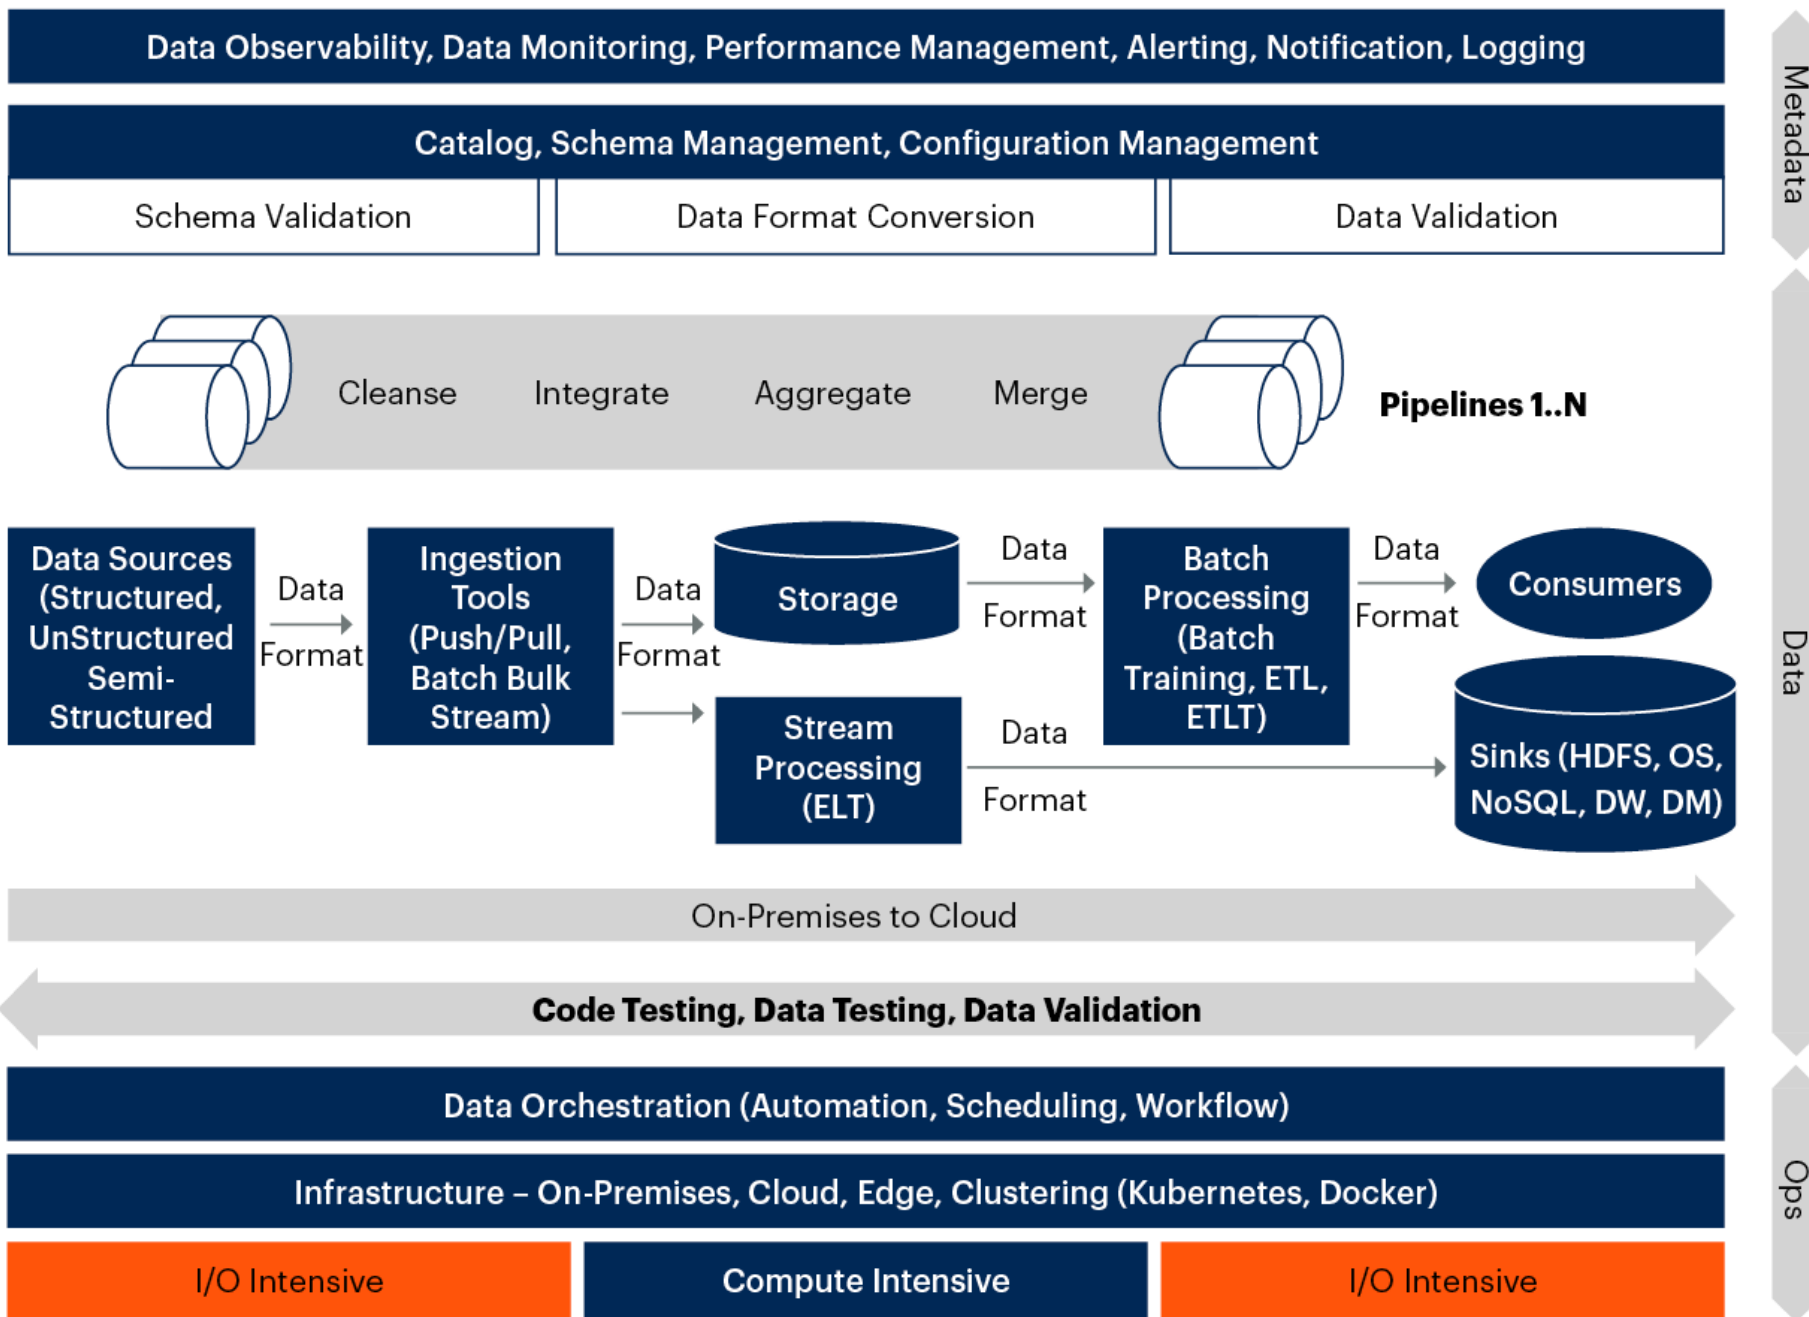 Data Observability, Data Monitoring, Performance Management, Alerting, Notification, Logging
Catalog, Schema Management, Configuration Management
Schema Validation
Data Format Conversion
Data Validation
Metadata
Cleanse
Integrate
Aggregate
Merge
Pipelines 1..N
Data Sources
(Structured,
UnStructured
Semi-
Structured
Data
Format
Ingestion
Tools
(Push/Pull,
Batch Bulk
Stream)
Data
Format
Storage
Stream
Processing
(ELT)
Data
Format
Data
Format
Batch
Processing
(Batch
Training, ETL,
ETLT)
Data
Format
Consumers
Sinks (HDFS, OS,
NoSQL, DW, DM)
Data
On-Premises to Cloud
Code Testing, Data Testing, Data Validation
Data Orchestration (Automation, Scheduling, Workflow)
Infrastructure – On-Premises, Cloud, Edge, Clustering (Kubernetes, Docker)
I/O Intensive
Compute Intensive
I/O Intensive
Ops